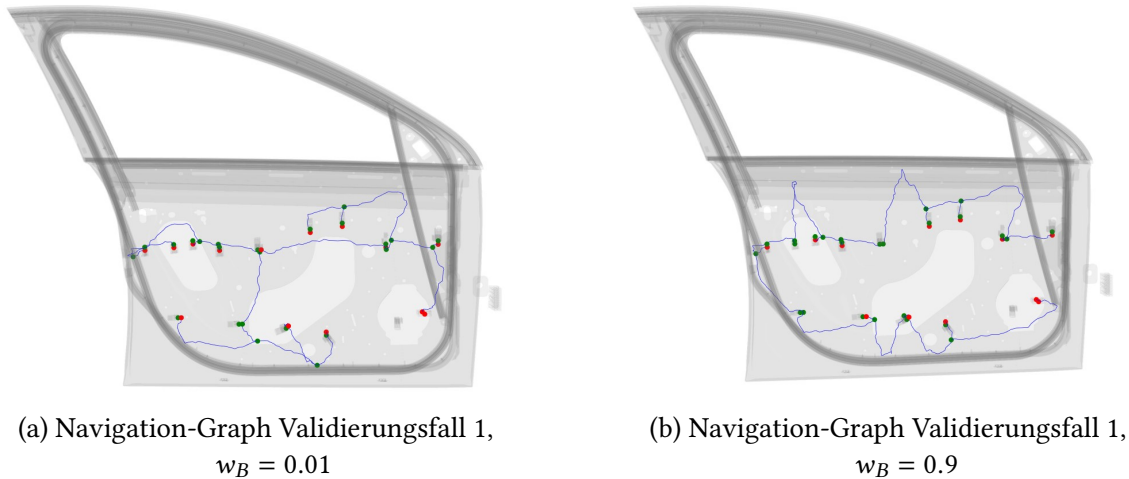 (a) Navigation-Graph Validierungsfall 1,
w_B = 0.01
(b) Navigation-Graph Validierungsfall 1,
w_B = 0.9